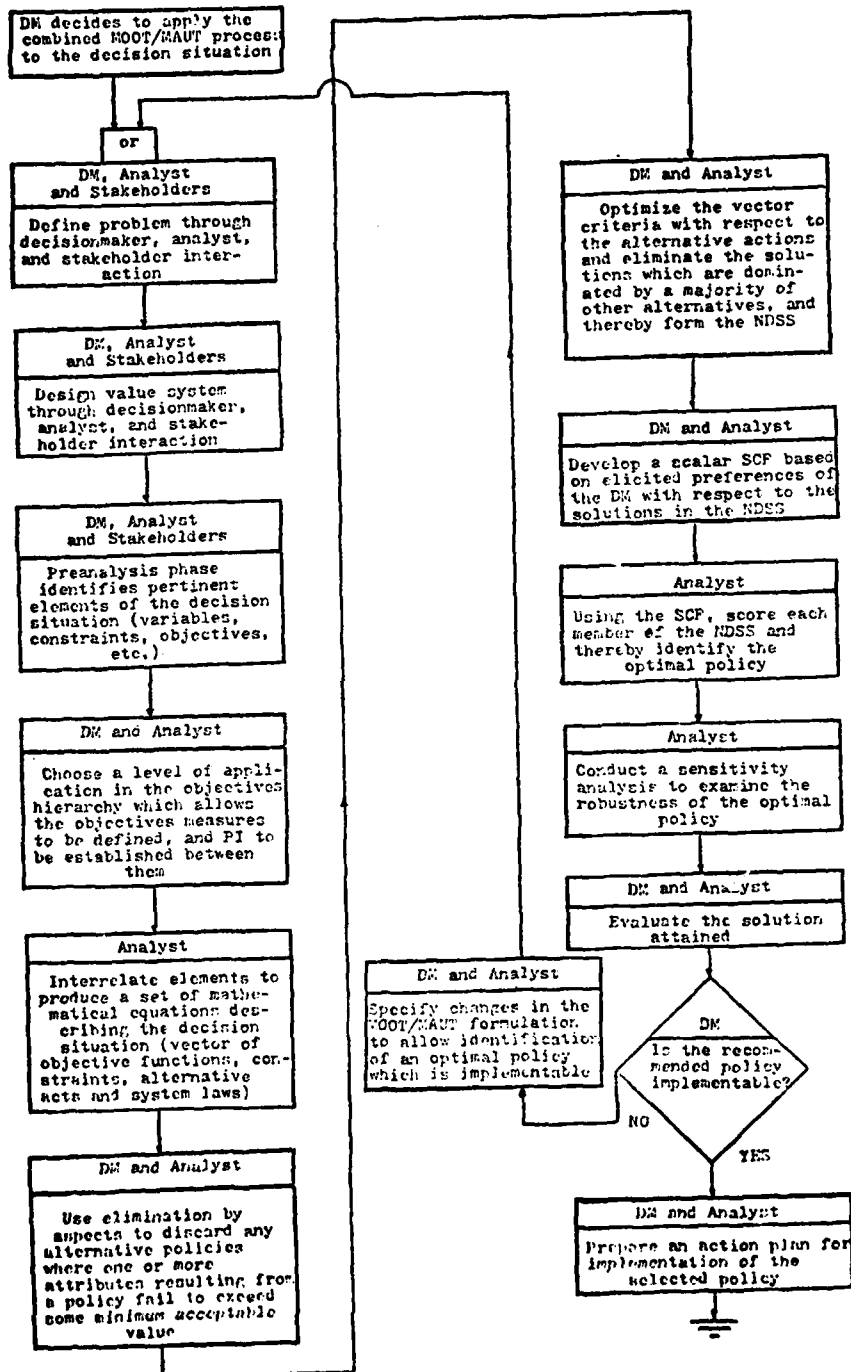 DM decides to apply the
combined MOOT/MAUT process
to the decision situation
or
DM, Analyst
and Stakeholders
Define problem through
decisionmaker, analyst,
and stakeholder inter-
action
DM, Analyst
and Stakeholders
Design value system
through decisionmaker,
analyst, and stake-
holder interaction
DM, Analyst
and Stakeholders
Preanalysis phase
identifies pertinent
elements of the decision
situation (variables,
constraints, objectives,
etc.)
DM and Analyst
Choose a level of appli-
cation in the objectives
hierarchy which allows
the objectives measures
to be defined, and PI to
be established between
them
Analyst
Interrelate elements to
produce a set of mathe-
matical equations des-
cribing the decision
situation (vector of
objective functions, con-
straints, alternative
acts and system laws)
DM and Analyst
Use elimination by
aspects to discard any
alternative policies
where one or more
attributes resulting from
a policy fail to exceed
some minimum acceptable
value
DM and Analyst
Optimize the vector
criteria with respect to
the alternative actions
and eliminate the solu-
tions which are domin-
ated by a majority of
other alternatives, and
thereby form the NDSS
DM and Analyst
Develop a scalar SCF based
on elicited preferences of
the DM with respect to the
solutions in the NDSS
Analyst
Using the SCF, score each
member of the NDSS and
thereby identify the
optimal policy
Analyst
Conduct a sensitivity
analysis to examine the
robustness of the optimal
policy
DM and Analyst
Evaluate the solution
attained
DM
Is the recom-
mended policy
implementable?
NO
YES
DM and Analyst
Specify changes in the
MOOT/MAUT formulation
to allow identification
of an optimal policy
which is implementable
DM and Analyst
Prepare an action plan for
implementation of the
selected policy